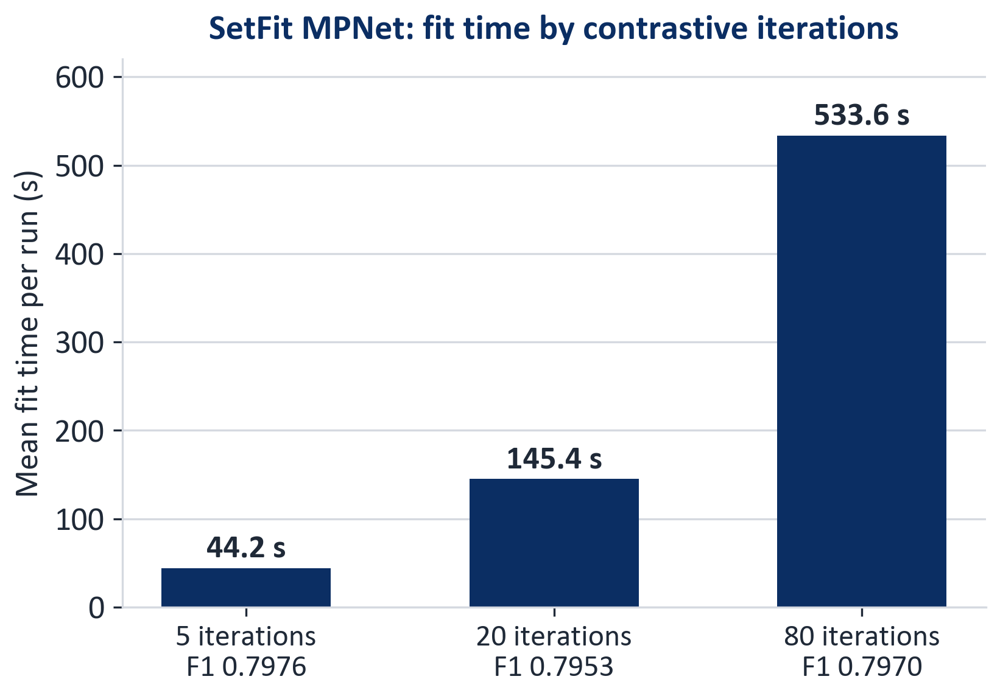 SetFit MPNet: fit time by contrastive iterations
Mean fit time per run (s)
600
500
400
300
200
100
0
533.6 s
145.4 s
44.2 s
5 iterations
F1 0.7976
20 iterations
F1 0.7953
80 iterations
F1 0.7970